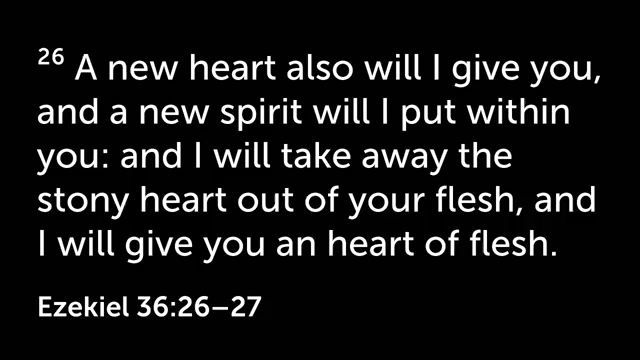 26 A new heart also will I give you,
and a new spirit will I put within
you: and I will take away the
stony heart out of your flesh, and
I will give you an heart of flesh.
Ezekiel 36:26–27